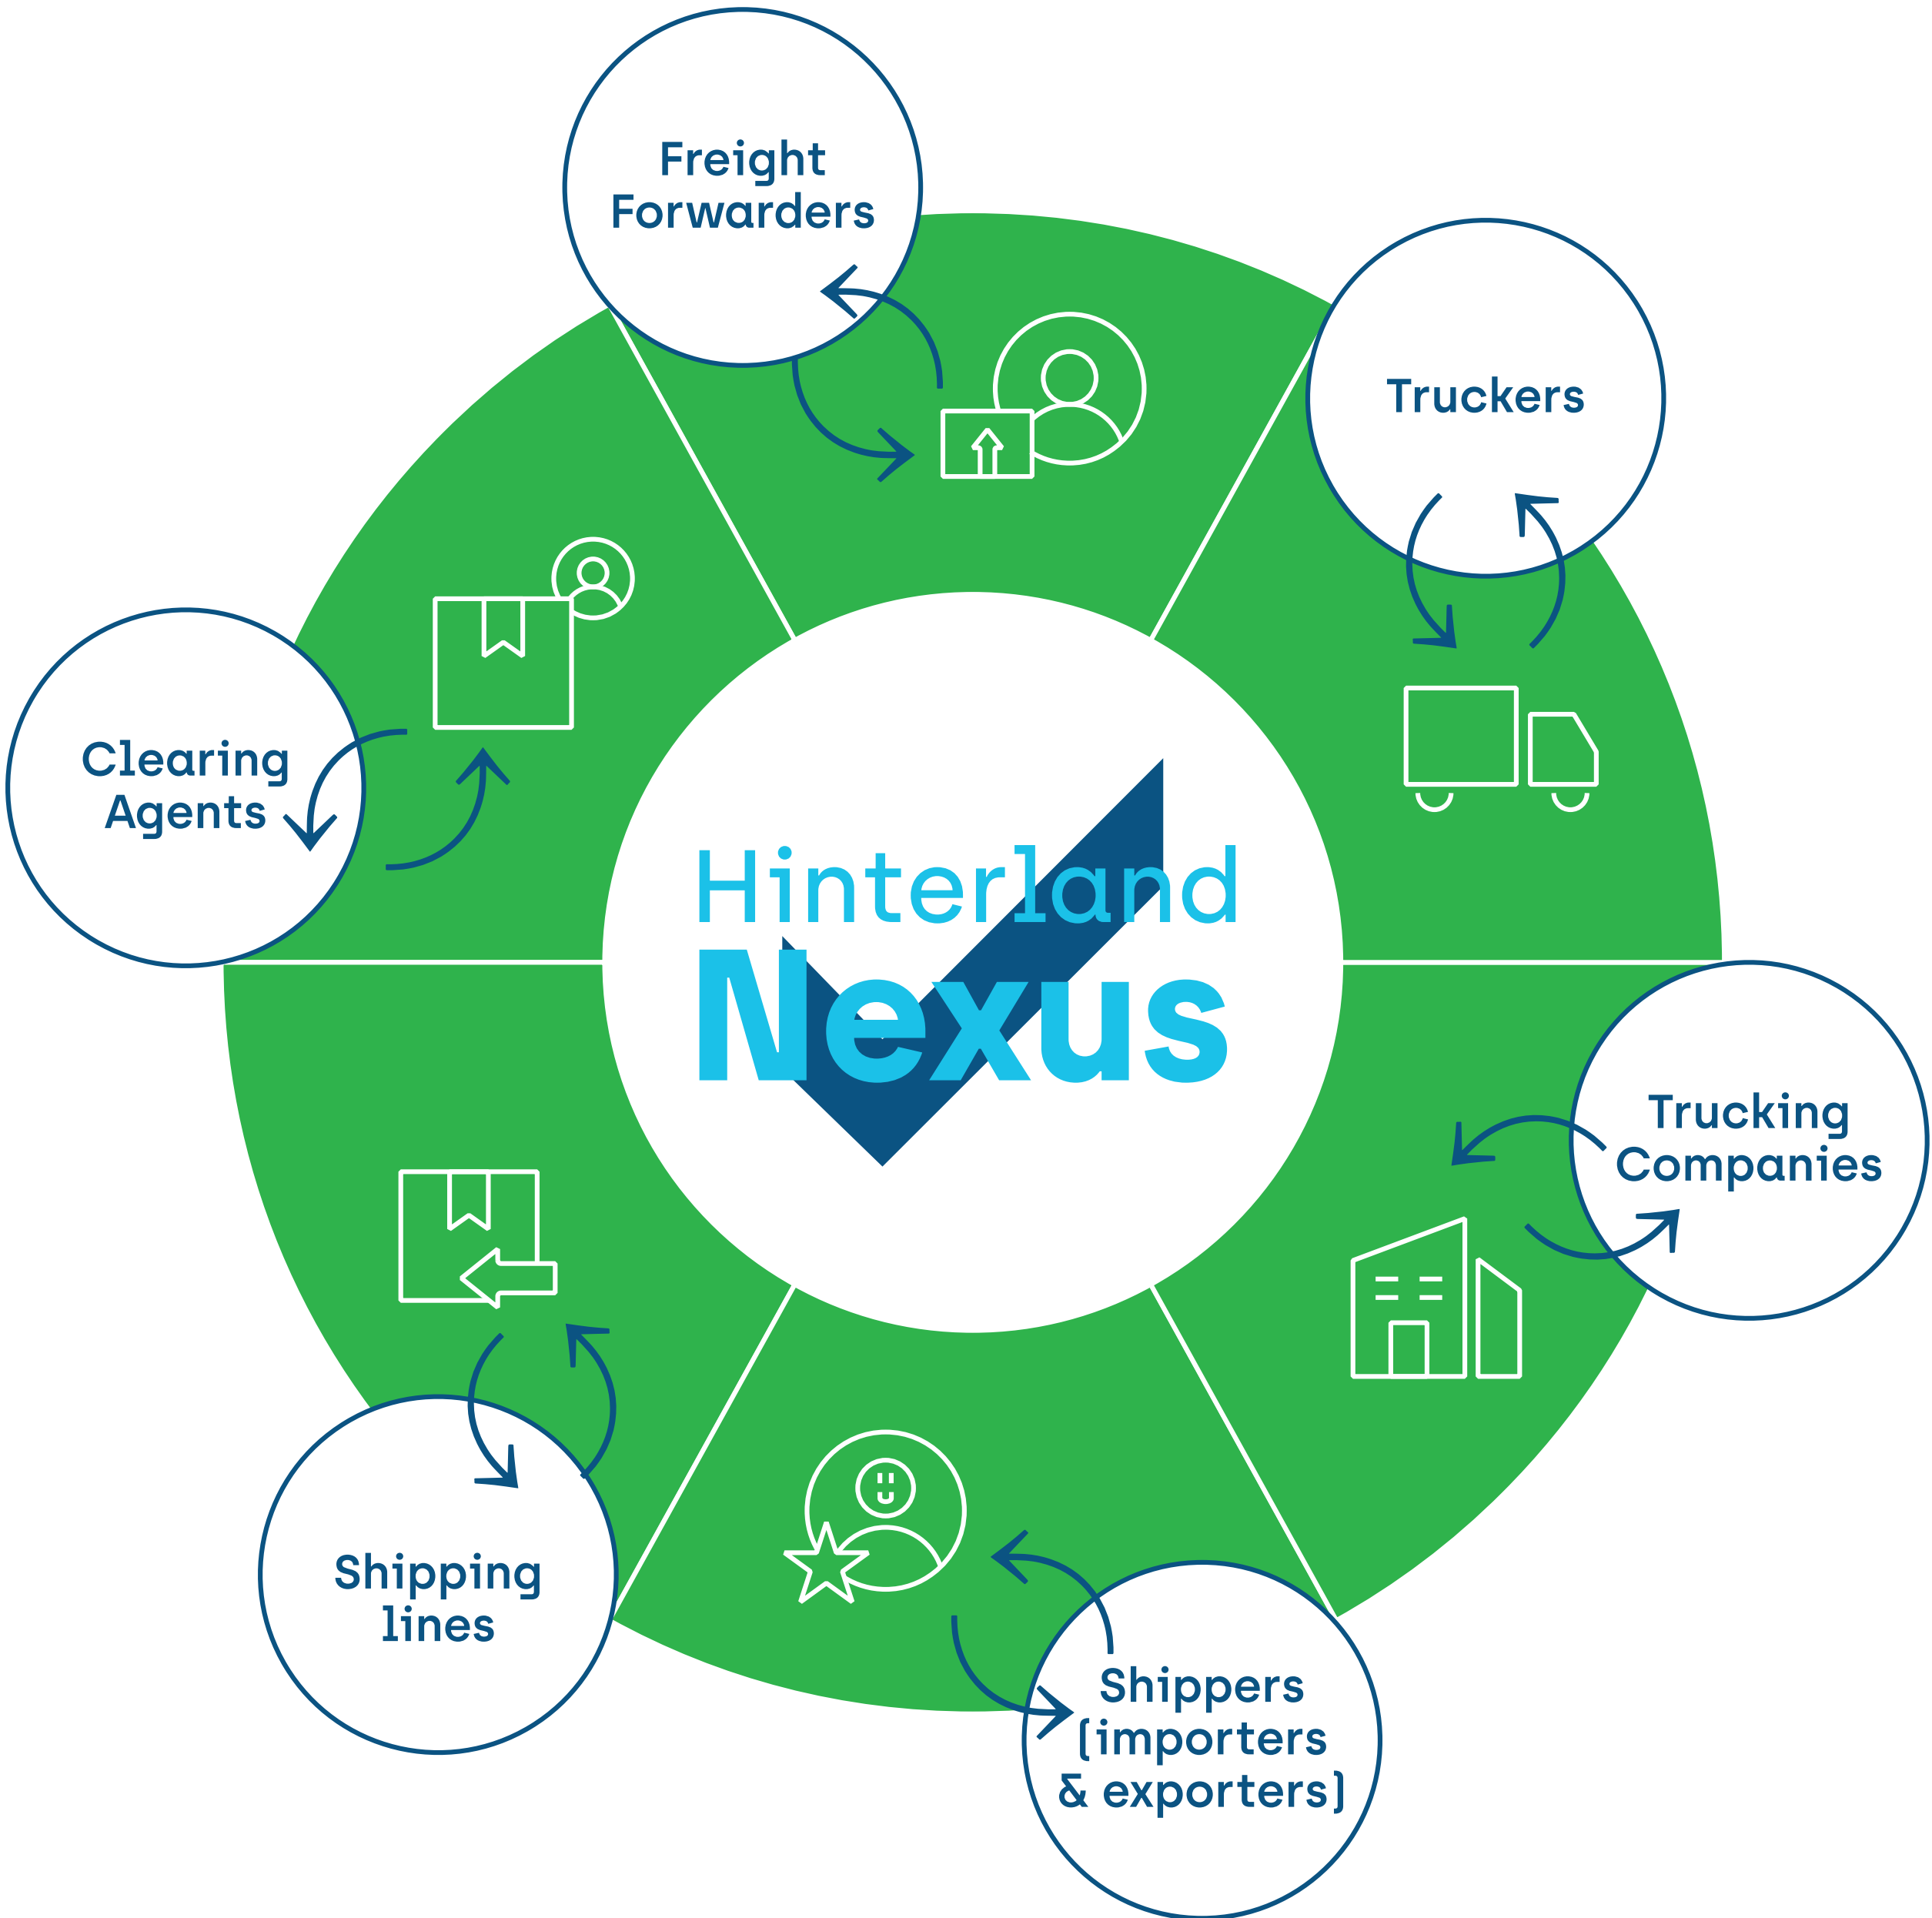 Freight
Forwarders
Truckers
Clearing
Agents
Hinterland
Nexus
Trucking
Companies
Shipping
lines
Shippers
(importers
& exporters)